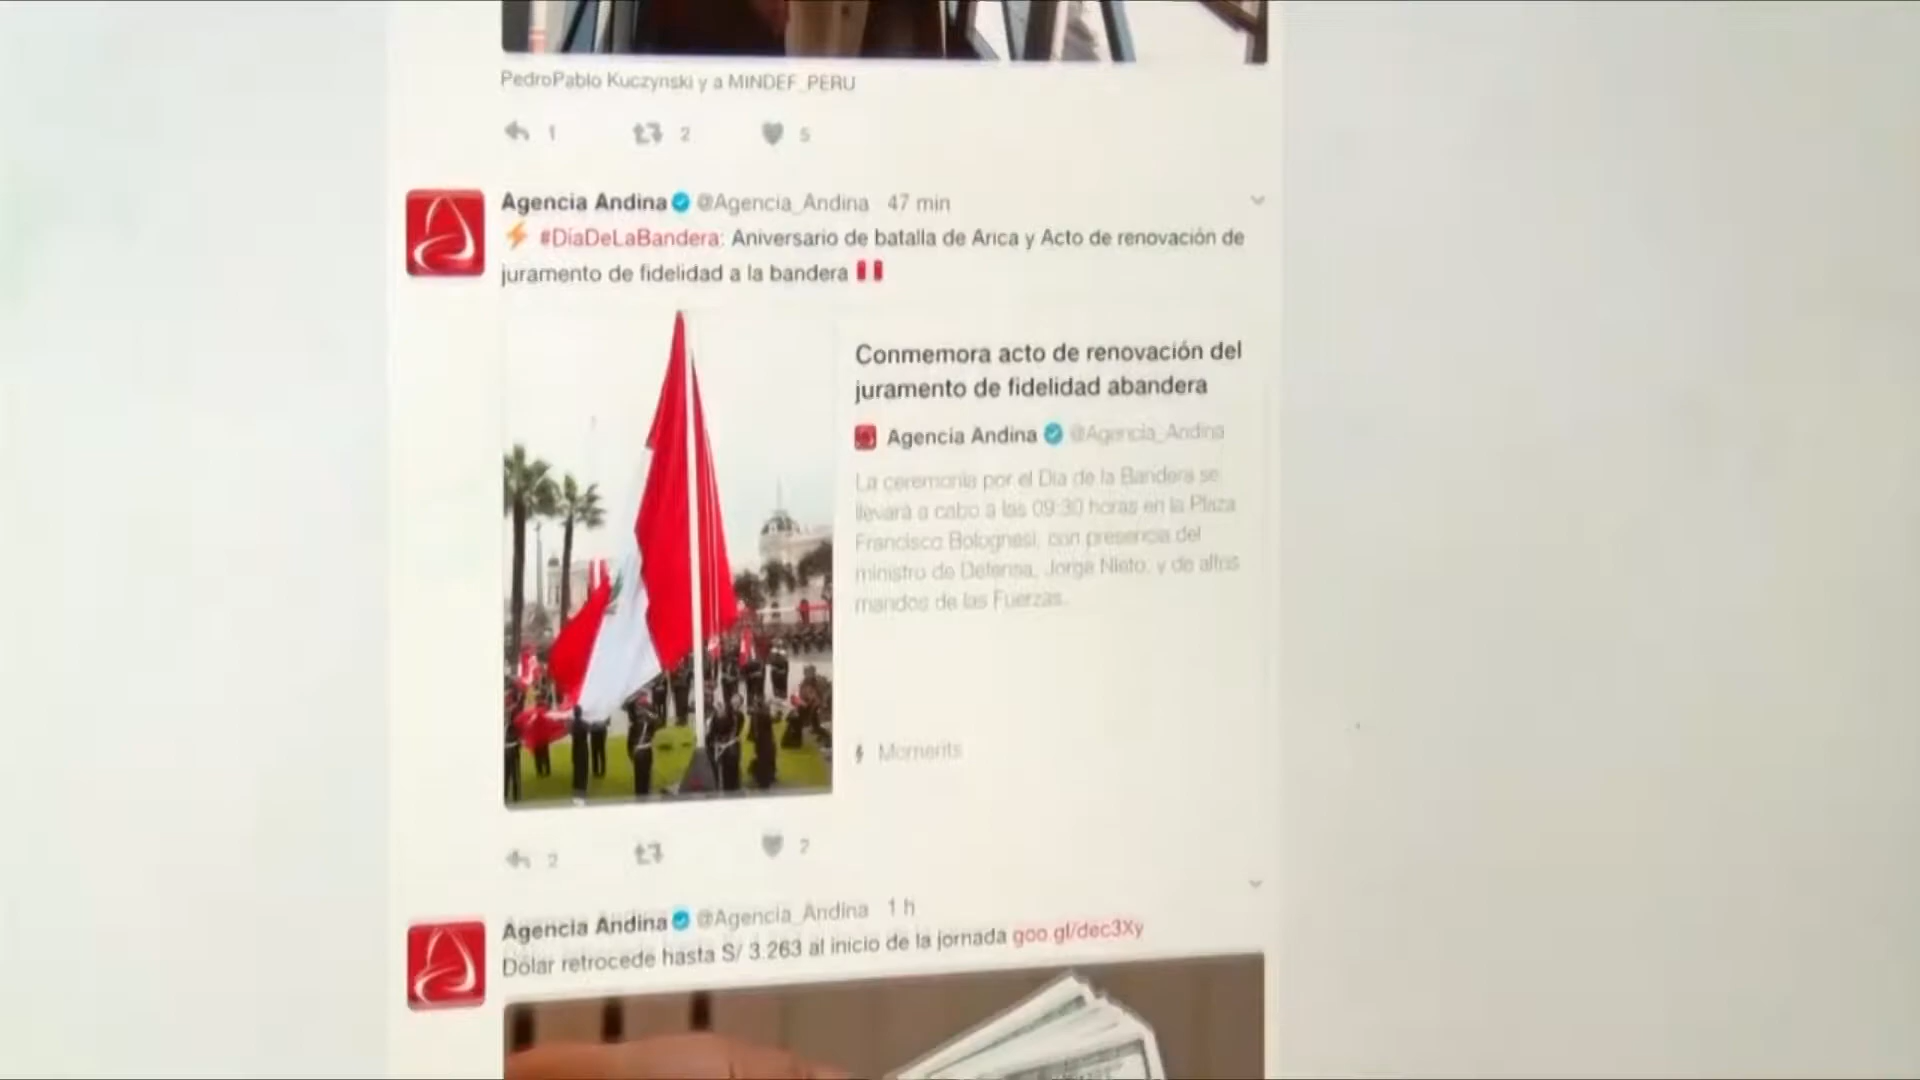 PedroPablo Kuczynski y a MINDEF_PERU
1 2 5
Agencia Andina @Agencia_Andina 47 min
#DíaDeLaBandera: Aniversario de batalla de Arica y Acto de renovación de
juramento de fidelidad a la bandera
Conmemora acto de renovación del
juramento de fidelidad abandera
Agencia Andina @Agencia_Andina
La ceremonia por el Día de la Bandera se
llevará a cabo a las 09:30 horas en la Plaza
Francisco Bolognesi, con presencia del
ministro de Defensa, Jorge Nieto, y de altos
mandos de las Fuerzas.
Moments
2 2
Agencia Andina @Agencia_Andina 1 h
Dólar retrocede hasta S/ 3.263 al inicio de la jornada goo.gl/dec3Xy